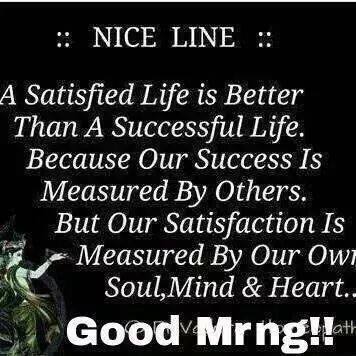 :: NICE LINE ::
A Satisfied Life is Better
Than A Successful Life.
Because Our Success Is
Measured By Others.
But Our Satisfaction Is
Measured By Our Own
Soul,Mind & Heart..
Good Mrng!!